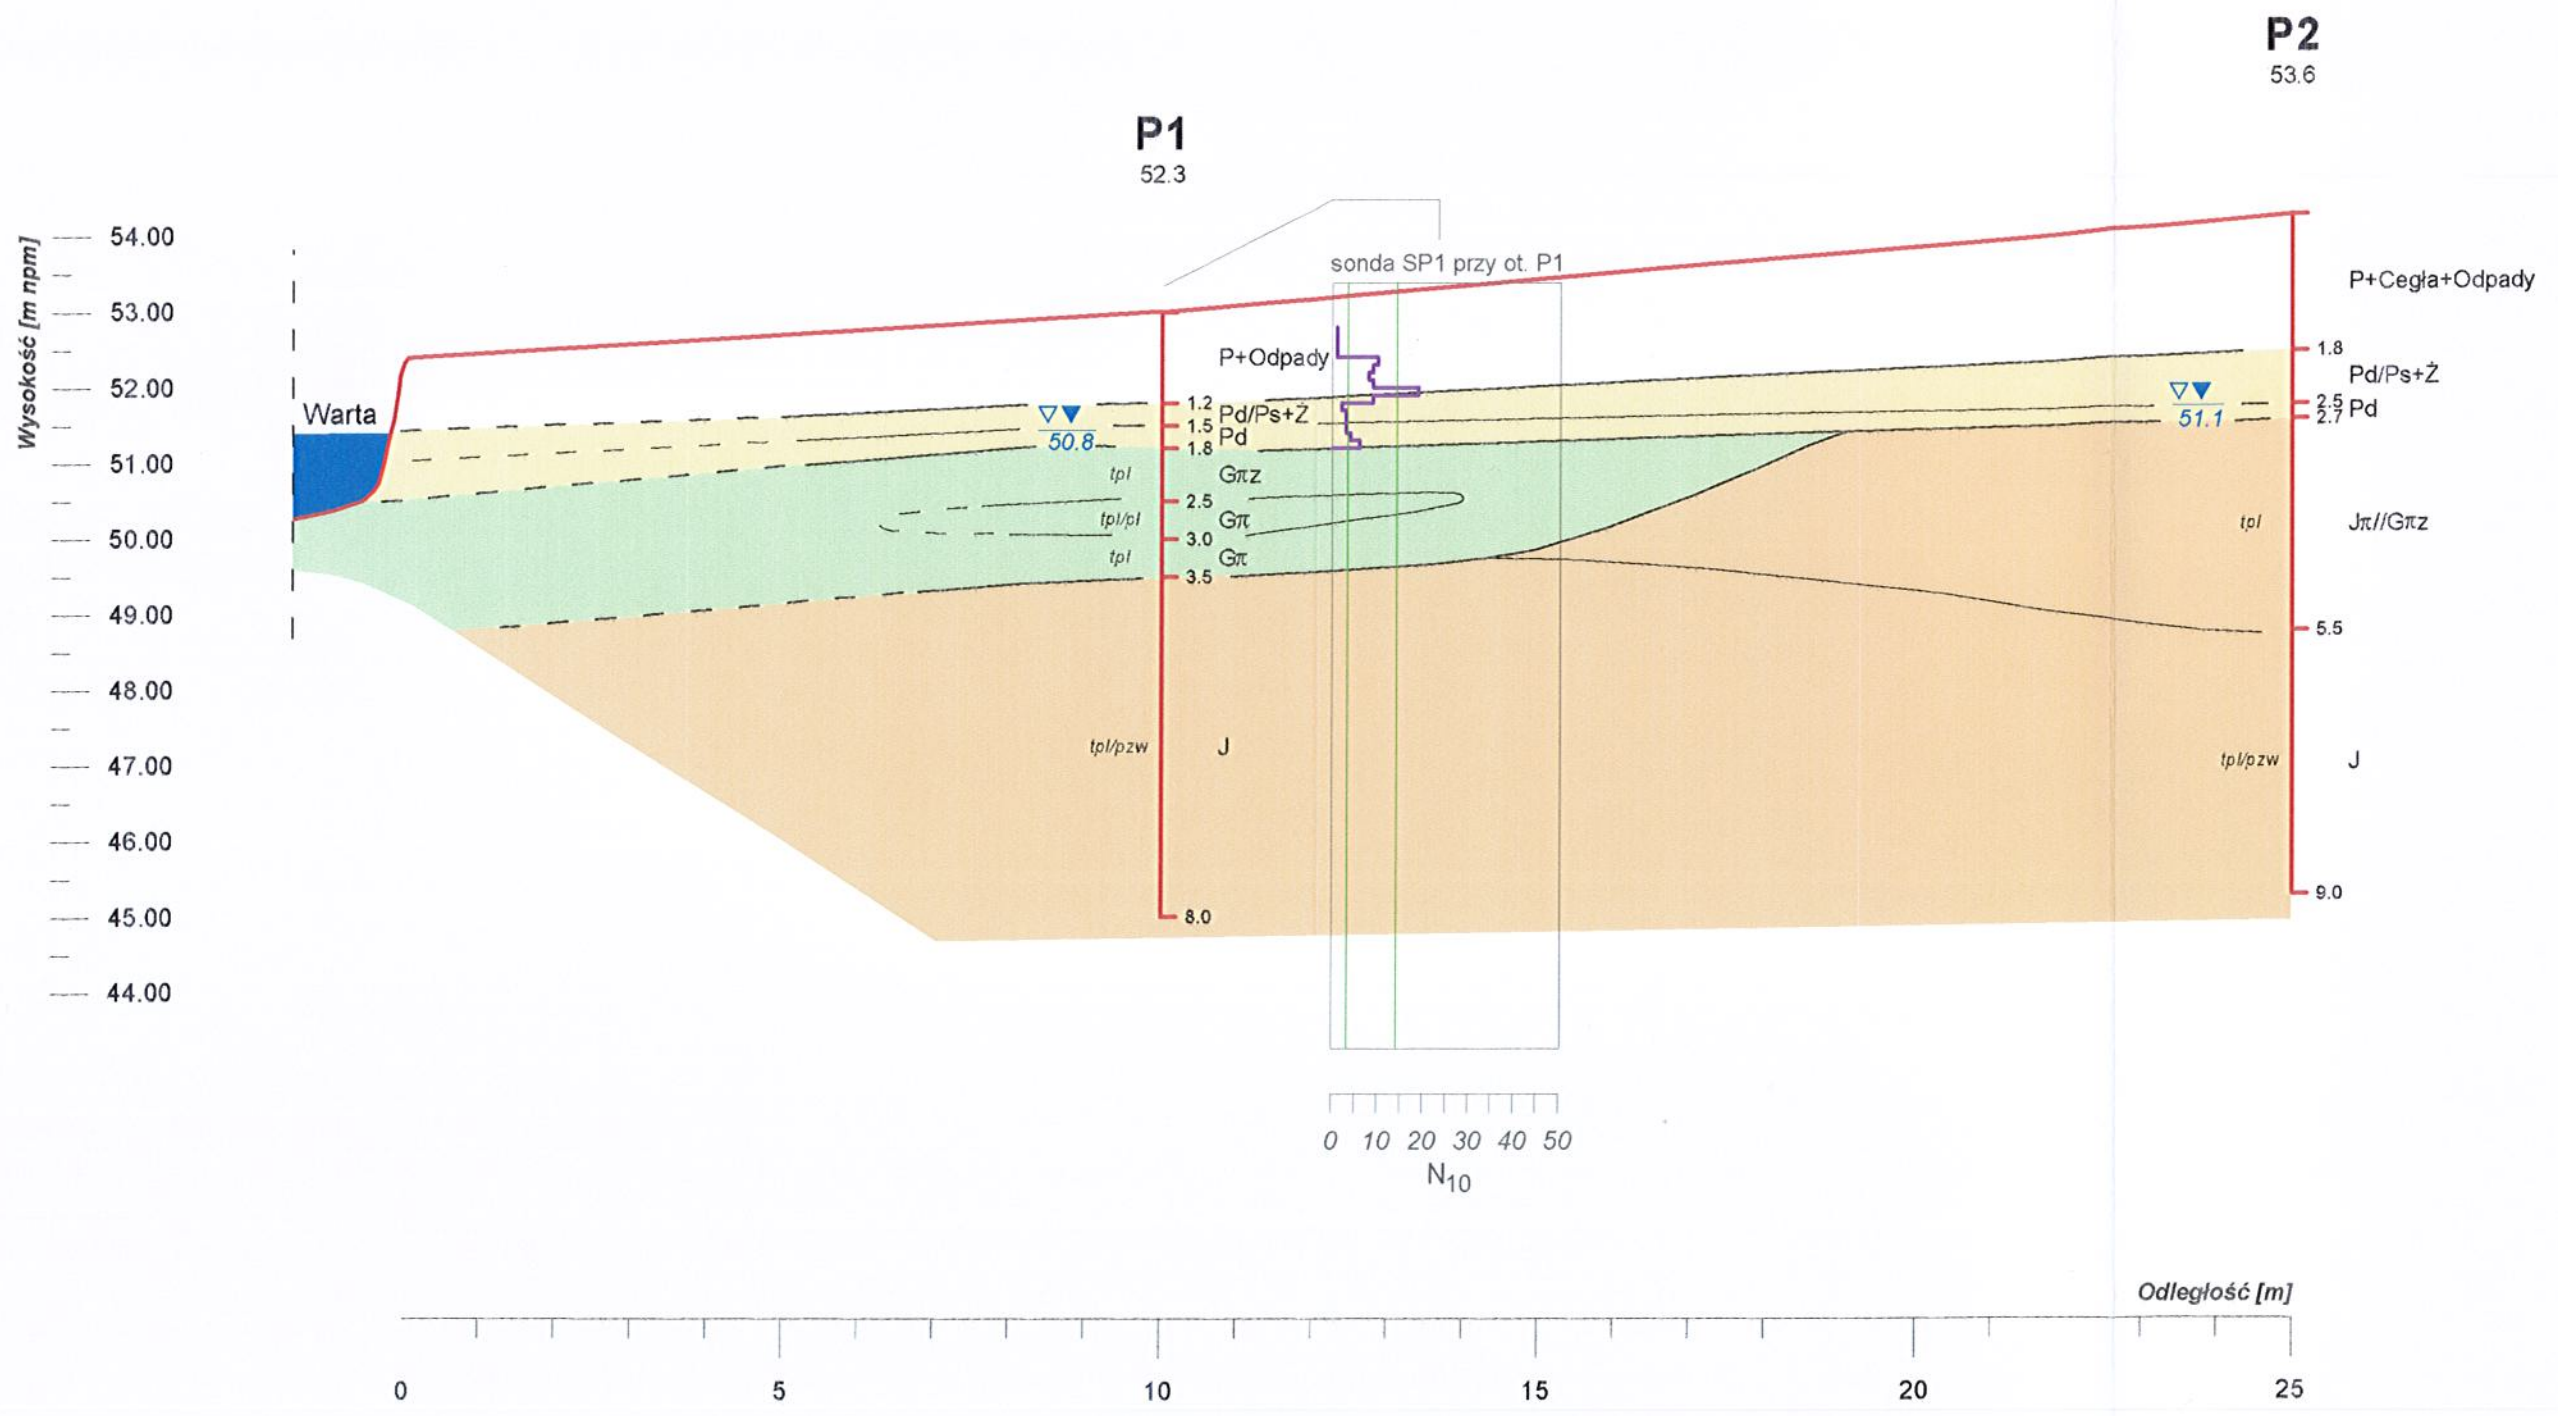 P2
53.6
P1
52.3
Wysokość [m npm]
54.00
53.00
52.00
51.00
50.00
49.00
48.00
47.00
46.00
45.00
44.00
Warta
sonda SP1 przy ot. P1
P+Odpady
1.2
Pd/Ps+Ż
1.5
Pd
1.8
50.8
tpl
Gπz
2.5
tpl/pl
Gπ
3.0
tpl
Gπ
3.5
tpl/pzw
J
8.0
P+Cegła+Odpady
1.8
Pd/Ps+Ż
2.5
Pd
2.7
51.1
tpl
Jπ//Gπz
5.5
tpl/pzw
J
9.0
0 10 20 30 40 50
N10
Odległość [m]
0 5 10 15 20 25